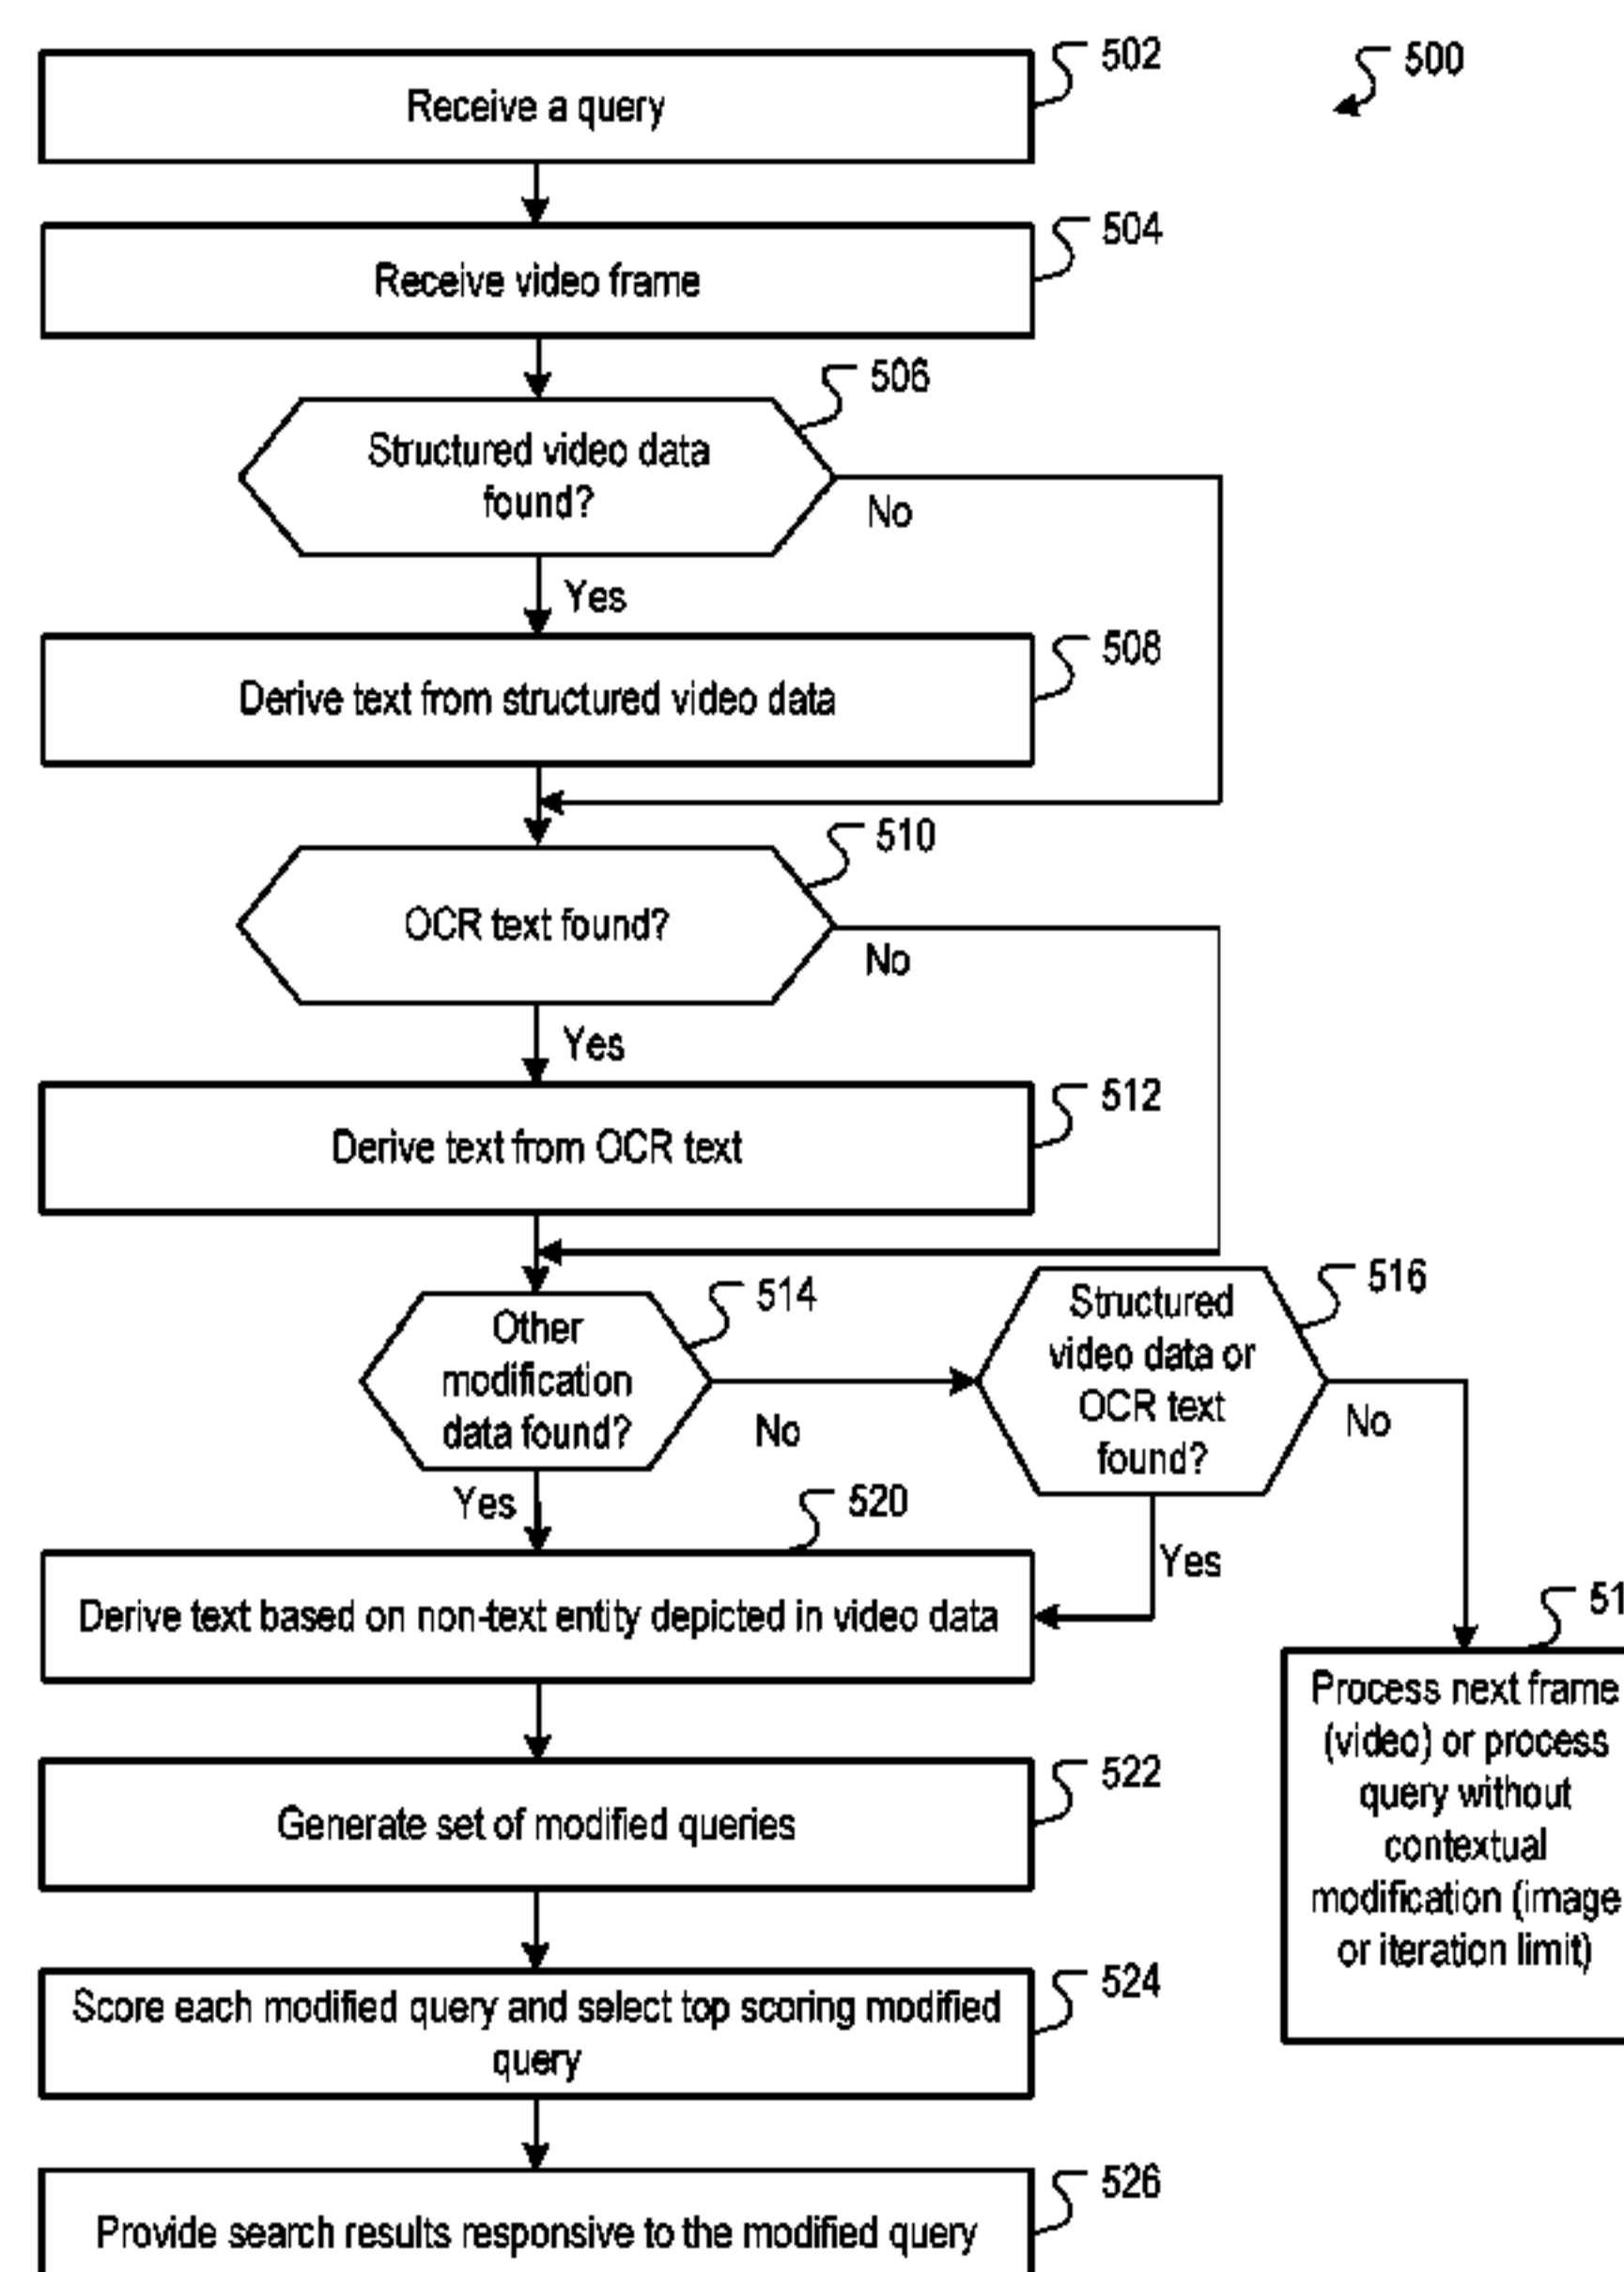 502
500
Receive a query
504
Receive video frame
506
Structured video data
found?
No
Yes
508
Derive text from structured video data
510
OCR text found?
No
Yes
512
Derive text from OCR text
514
516
Other
modification
data found?
Structured
video data or
OCR text
found?
No
No
Yes
520
Yes
Derive text based on non-text entity depicted in video data
51
Process next frame
(video) or process
query without
contextual
modification (image
or iteration limit)
522
Generate set of modified queries
524
Score each modified query and select top scoring modified
query
526
Provide search results responsive to the modified query